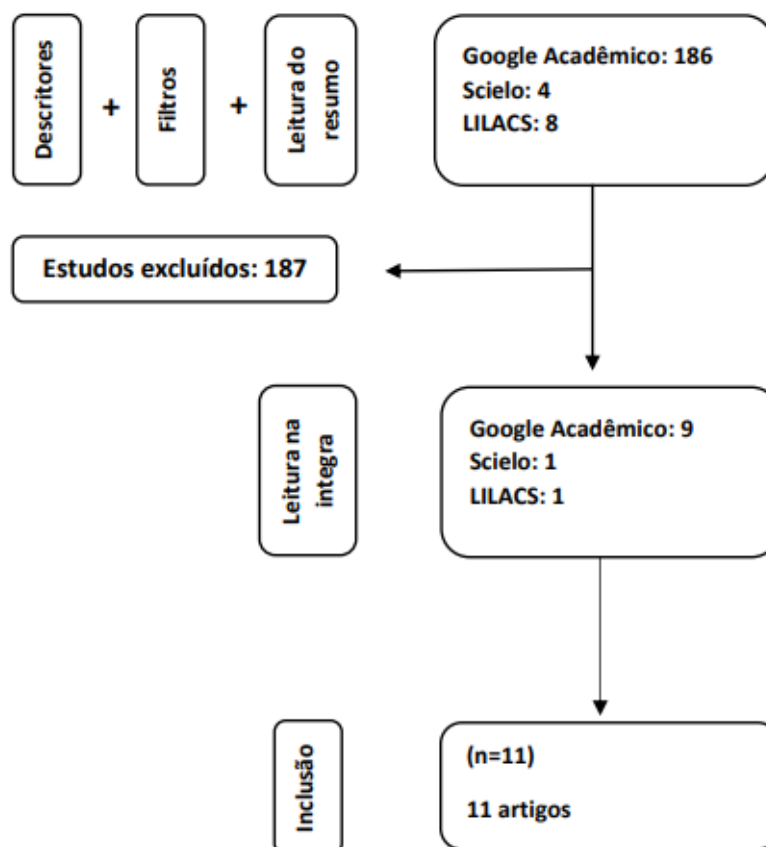 Descritores
+
Filtros
+
Leitura do
resumo
Google Acadêmico: 186
Scielo: 4
LILACS: 8
Estudos excluídos: 187
Leitura na
integra
Google Acadêmico: 9
Scielo: 1
LILACS: 1
Inclusão
(n=11)
11 artigos